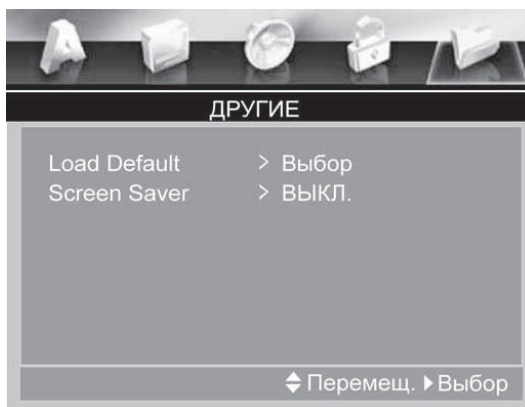 ДРУГИЕ
Load Default > Выбор
Screen Saver > ВЫКЛ.
Перемещ. Выбор